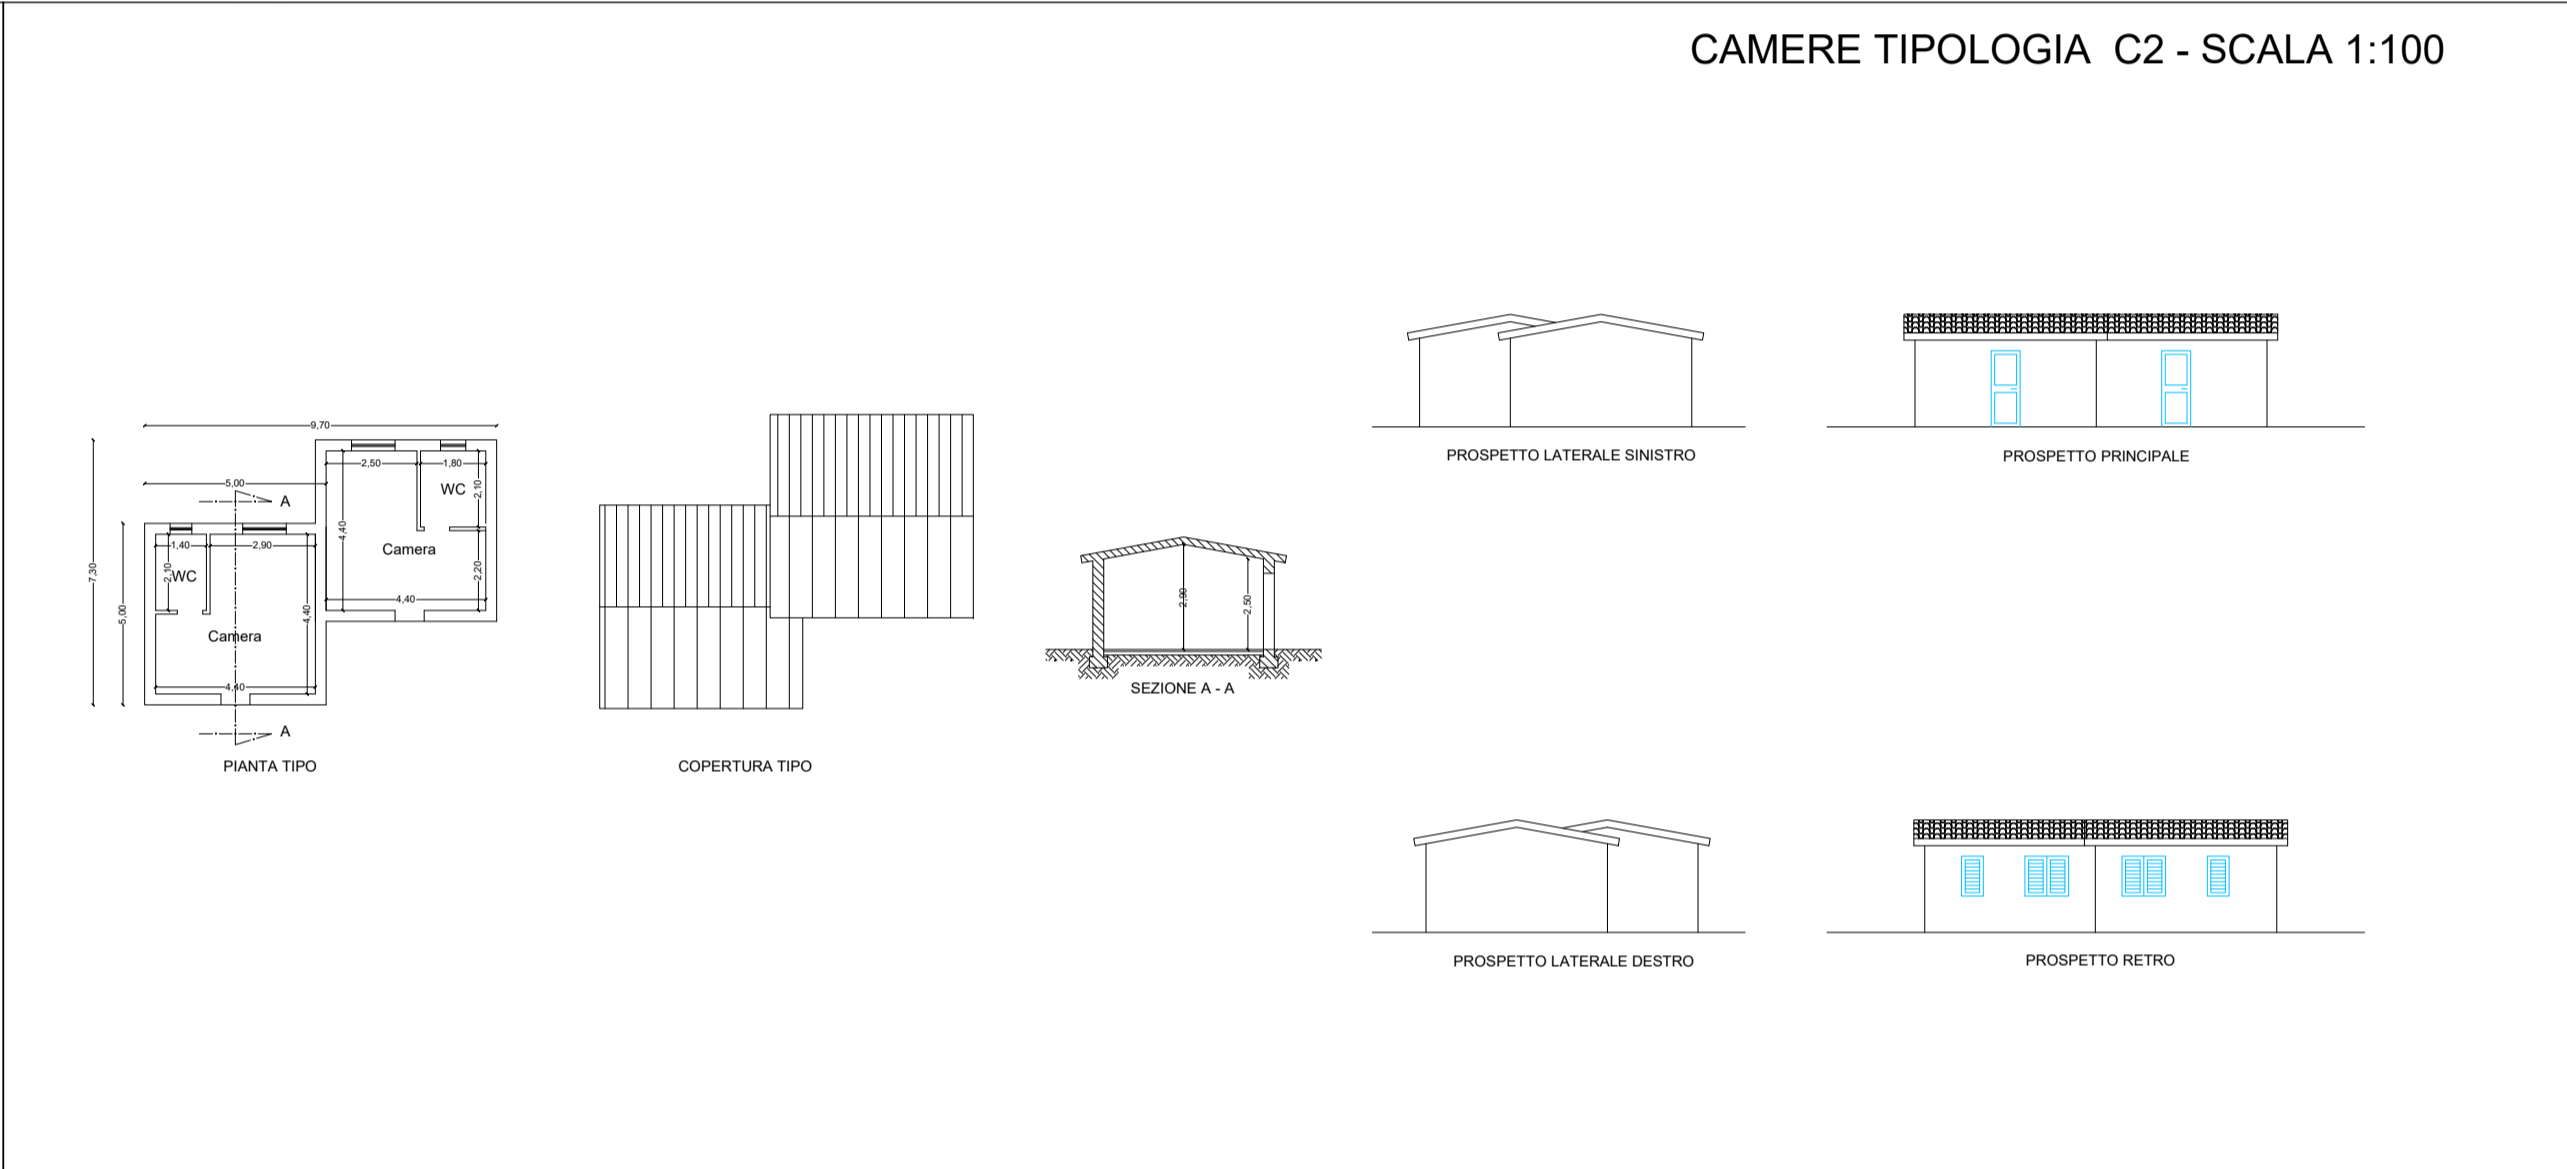 CAMERE TIPOLOGIA C2 - SCALA 1:100
9,70
7,30
5,00
5,00
A
2,50
1,80
WC
2,10
4,40
Camera
2,20
4,40
1,40
2,90
2,10
WC
4,40
Camera
4,40
A
PIANTA TIPO
COPERTURA TIPO
2,90
2,50
SEZIONE A - A
PROSPETTO LATERALE SINISTRO
PROSPETTO PRINCIPALE
PROSPETTO LATERALE DESTRO
PROSPETTO RETRO